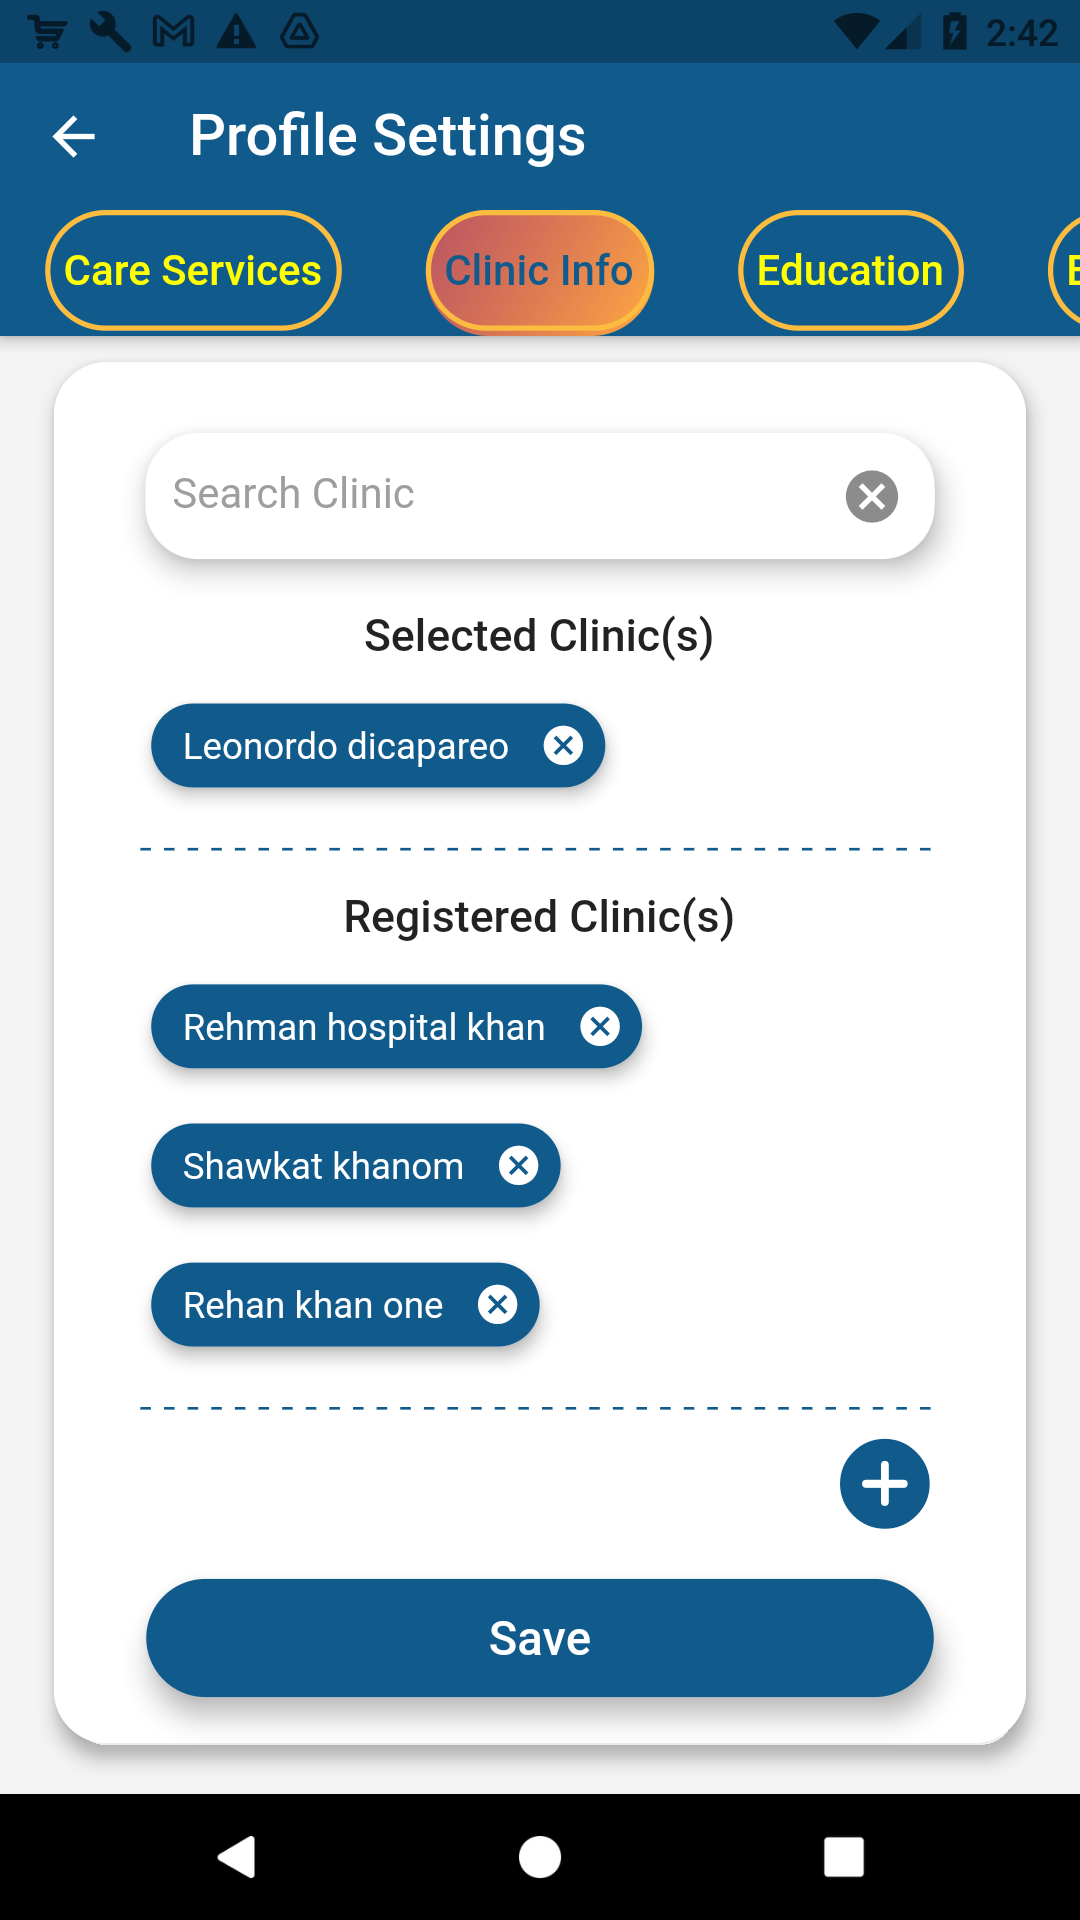 2:42
Profile Settings
Care Services
Clinic Info
Education
Search Clinic
Selected Clinic(s)
Leonordo dicapareo
Registered Clinic(s)
Rehman hospital khan
Shawkat khanom
Rehan khan one
Save